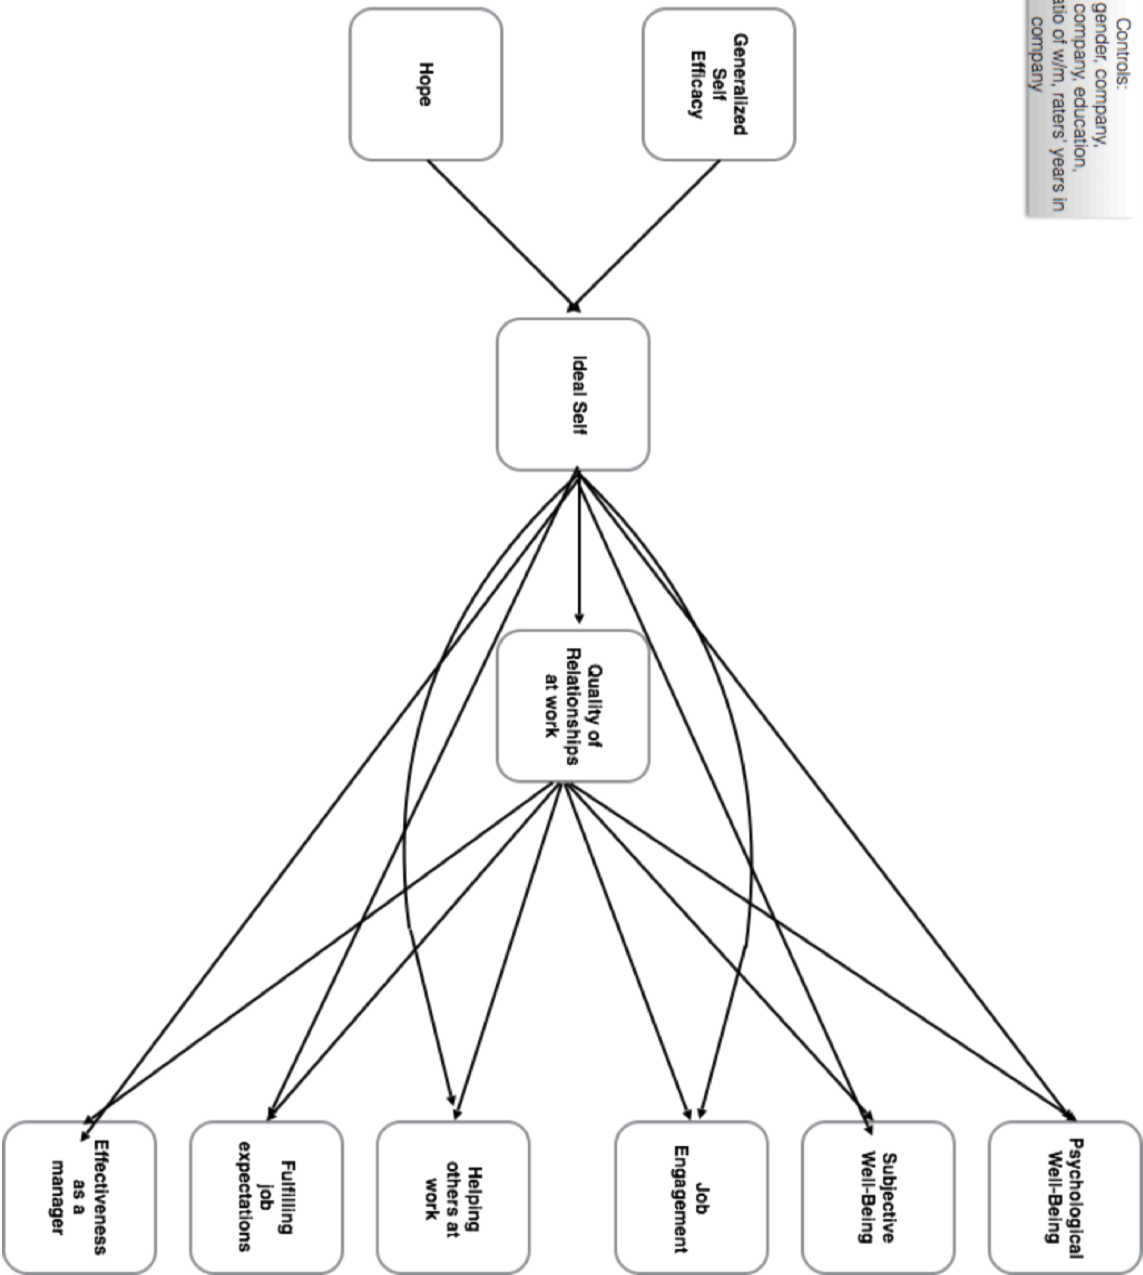 Controls:
gender, company,
company, education,
atio of w/m, raters' years in
company
Generalized
Self
Efficacy
Hope
Ideal Self
Quality of
Relationships
at work
Psychological
Well-Being
Subjective
Well-Being
Job
Engagement
Helping
others at
work
Fulfilling
job
expectations
Effectiveness
as a
manager